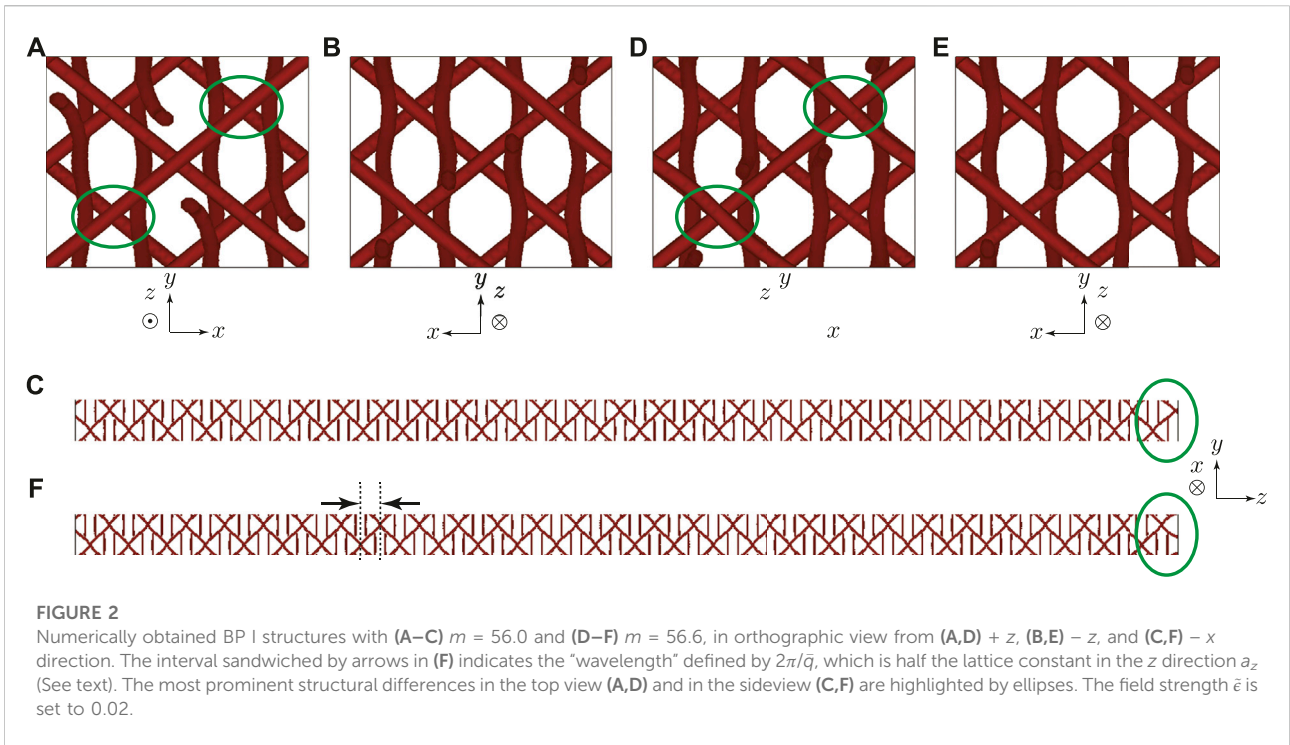 A B D E
y y y y
z z z z
⊙ ⊗ ⊗
x x x x
C
F
y
x
⊗
z
FIGURE 2
Numerically obtained BP I structures with (A–C) m = 56.0 and (D–F) m = 56.6, in orthographic view from (A,D) + z, (B,E) – z, and (C,F) – x
direction. The interval sandwiched by arrows in (F) indicates the "wavelength" defined by 2π/q̄, which is half the lattice constant in the z direction a_z
(See text). The most prominent structural differences in the top view (A,D) and in the sideview (C,F) are highlighted by ellipses. The field strength ε̄ is
set to 0.02.